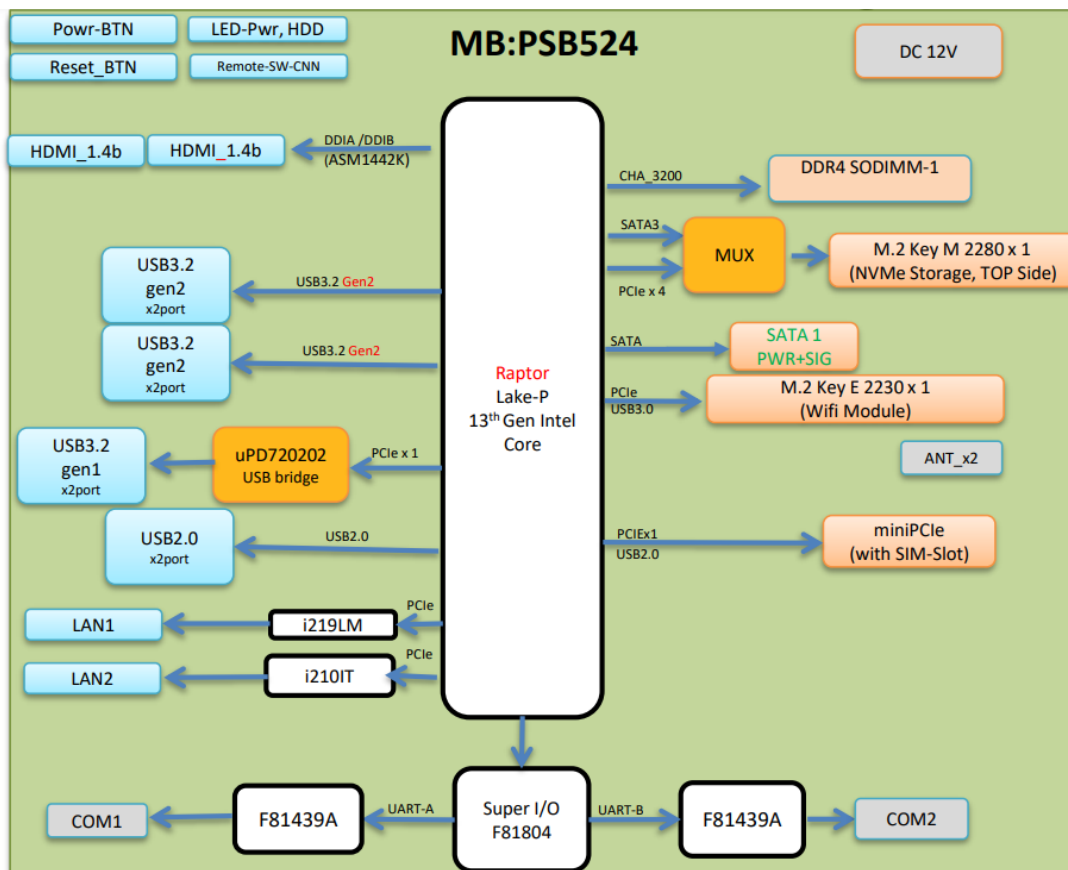 Powr-BTN
LED-Pwr, HDD
MB:PSB524
DC 12V
Reset_BTN
Remote-SW-CNN
HDMI_1.4b
HDMI_1.4b
DDIA /DDIB
(ASM1442K)
CHA_3200
DDR4 SODIMM-1
SATA3
MUX
PCIe x 4
M.2 Key M 2280 x 1
(NVMe Storage, TOP Side)
USB3.2
gen2
x2port
USB3.2 Gen2
USB3.2
gen2
x2port
USB3.2 Gen2
SATA
SATA 1
PWR+SIG
Raptor
Lake-P
13th Gen Intel
Core
PCIe
USB3.0
M.2 Key E 2230 x 1
(Wifi Module)
ANT_x2
USB3.2
gen1
x2port
uPD720202
USB bridge
PCIe x 1
USB2.0
x2port
USB2.0
PCIEx1
USB2.0
miniPCIe
(with SIM-Slot)
LAN1
i219LM
PCIe
LAN2
i210IT
PCIe
COM1
F81439A
UART-A
Super I/O
F81804
UART-B
F81439A
COM2